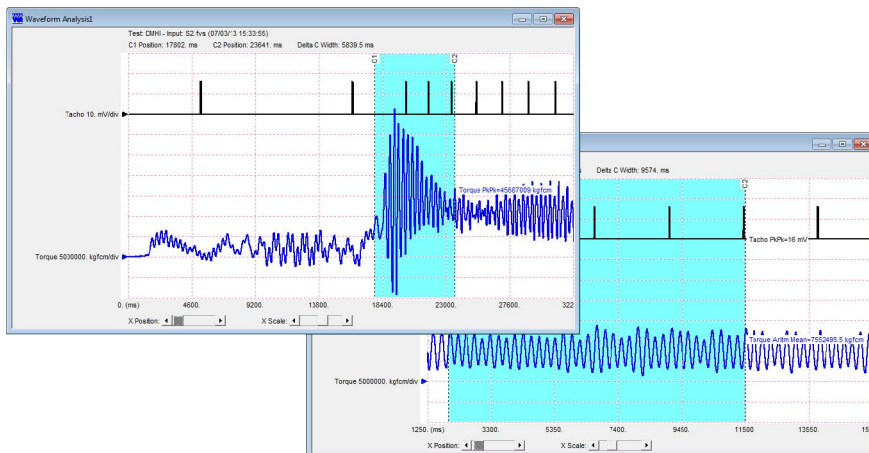 Waveform Analysis1
Test: DMHI - Input: S2.fvs (07/03/'13 15:33:55)
C1 Position: 17802. ms C2 Position: 23641. ms Delta C Width: 5839.5 ms
C1 C2
Tacho 10. mV/div
Torque PkPk=45687009 kgfcm
Torque 5000000. kgfcm/div
0. (ms) 4600. 9200. 13800. 18400. 23000. 27600. 322
X Position: X Scale:
Delta C Width: 9574. ms
C2
Tacho PkPk=16 mV
Torque Aritm Mean=7552495.5 kgfcm
Torque 5000000. kgfcm/div
1250. (ms) 3300. 5350. 7400. 9450. 11500 13550.
X Position: X Scale: